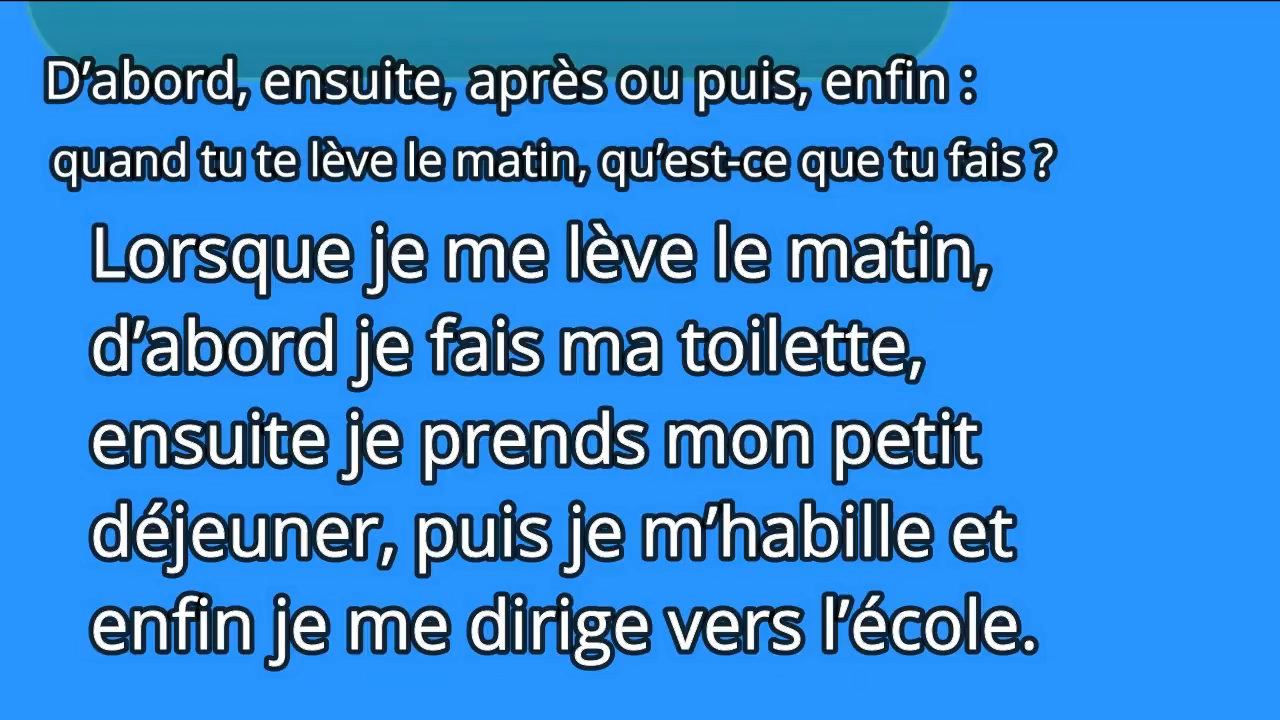 D’abord, ensuite, après ou puis, enfin :
quand tu te lève le matin, qu’est-ce que tu fais ?
Lorsque je me lève le matin,
d’abord je fais ma toilette,
ensuite je prends mon petit
déjeuner, puis je m’habille et
enfin je me dirige vers l’école.